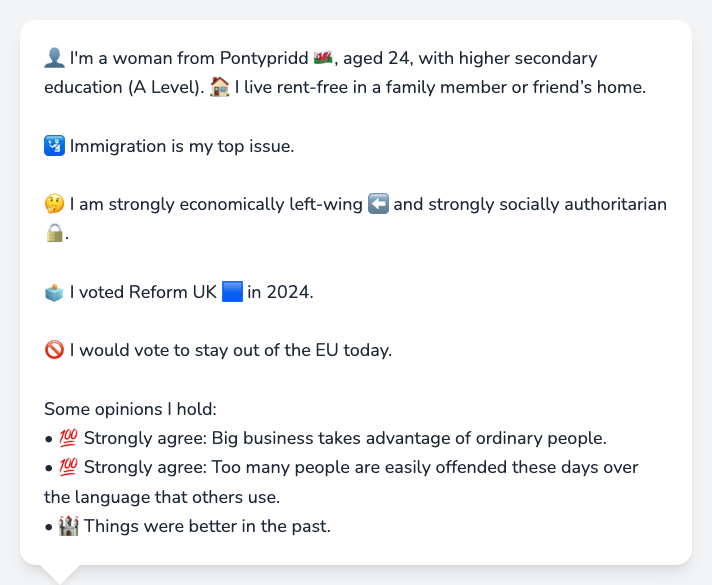 👤 I'm a woman from Pontypridd 🏴󠁧󠁢󠁷󠁬󠁳󠁿, aged 24, with higher secondary
education (A Level). 🏠 I live rent-free in a family member or friend’s home.
🛂 Immigration is my top issue.
🤔 I am strongly economically left-wing ⬅️ and strongly socially authoritarian
🔒.
🗳️ I voted Reform UK 🟦 in 2024.
🚫 I would vote to stay out of the EU today.
Some opinions I hold:
• 💯 Strongly agree: Big business takes advantage of ordinary people.
• 💯 Strongly agree: Too many people are easily offended these days over
the language that others use.
• 🏰 Things were better in the past.